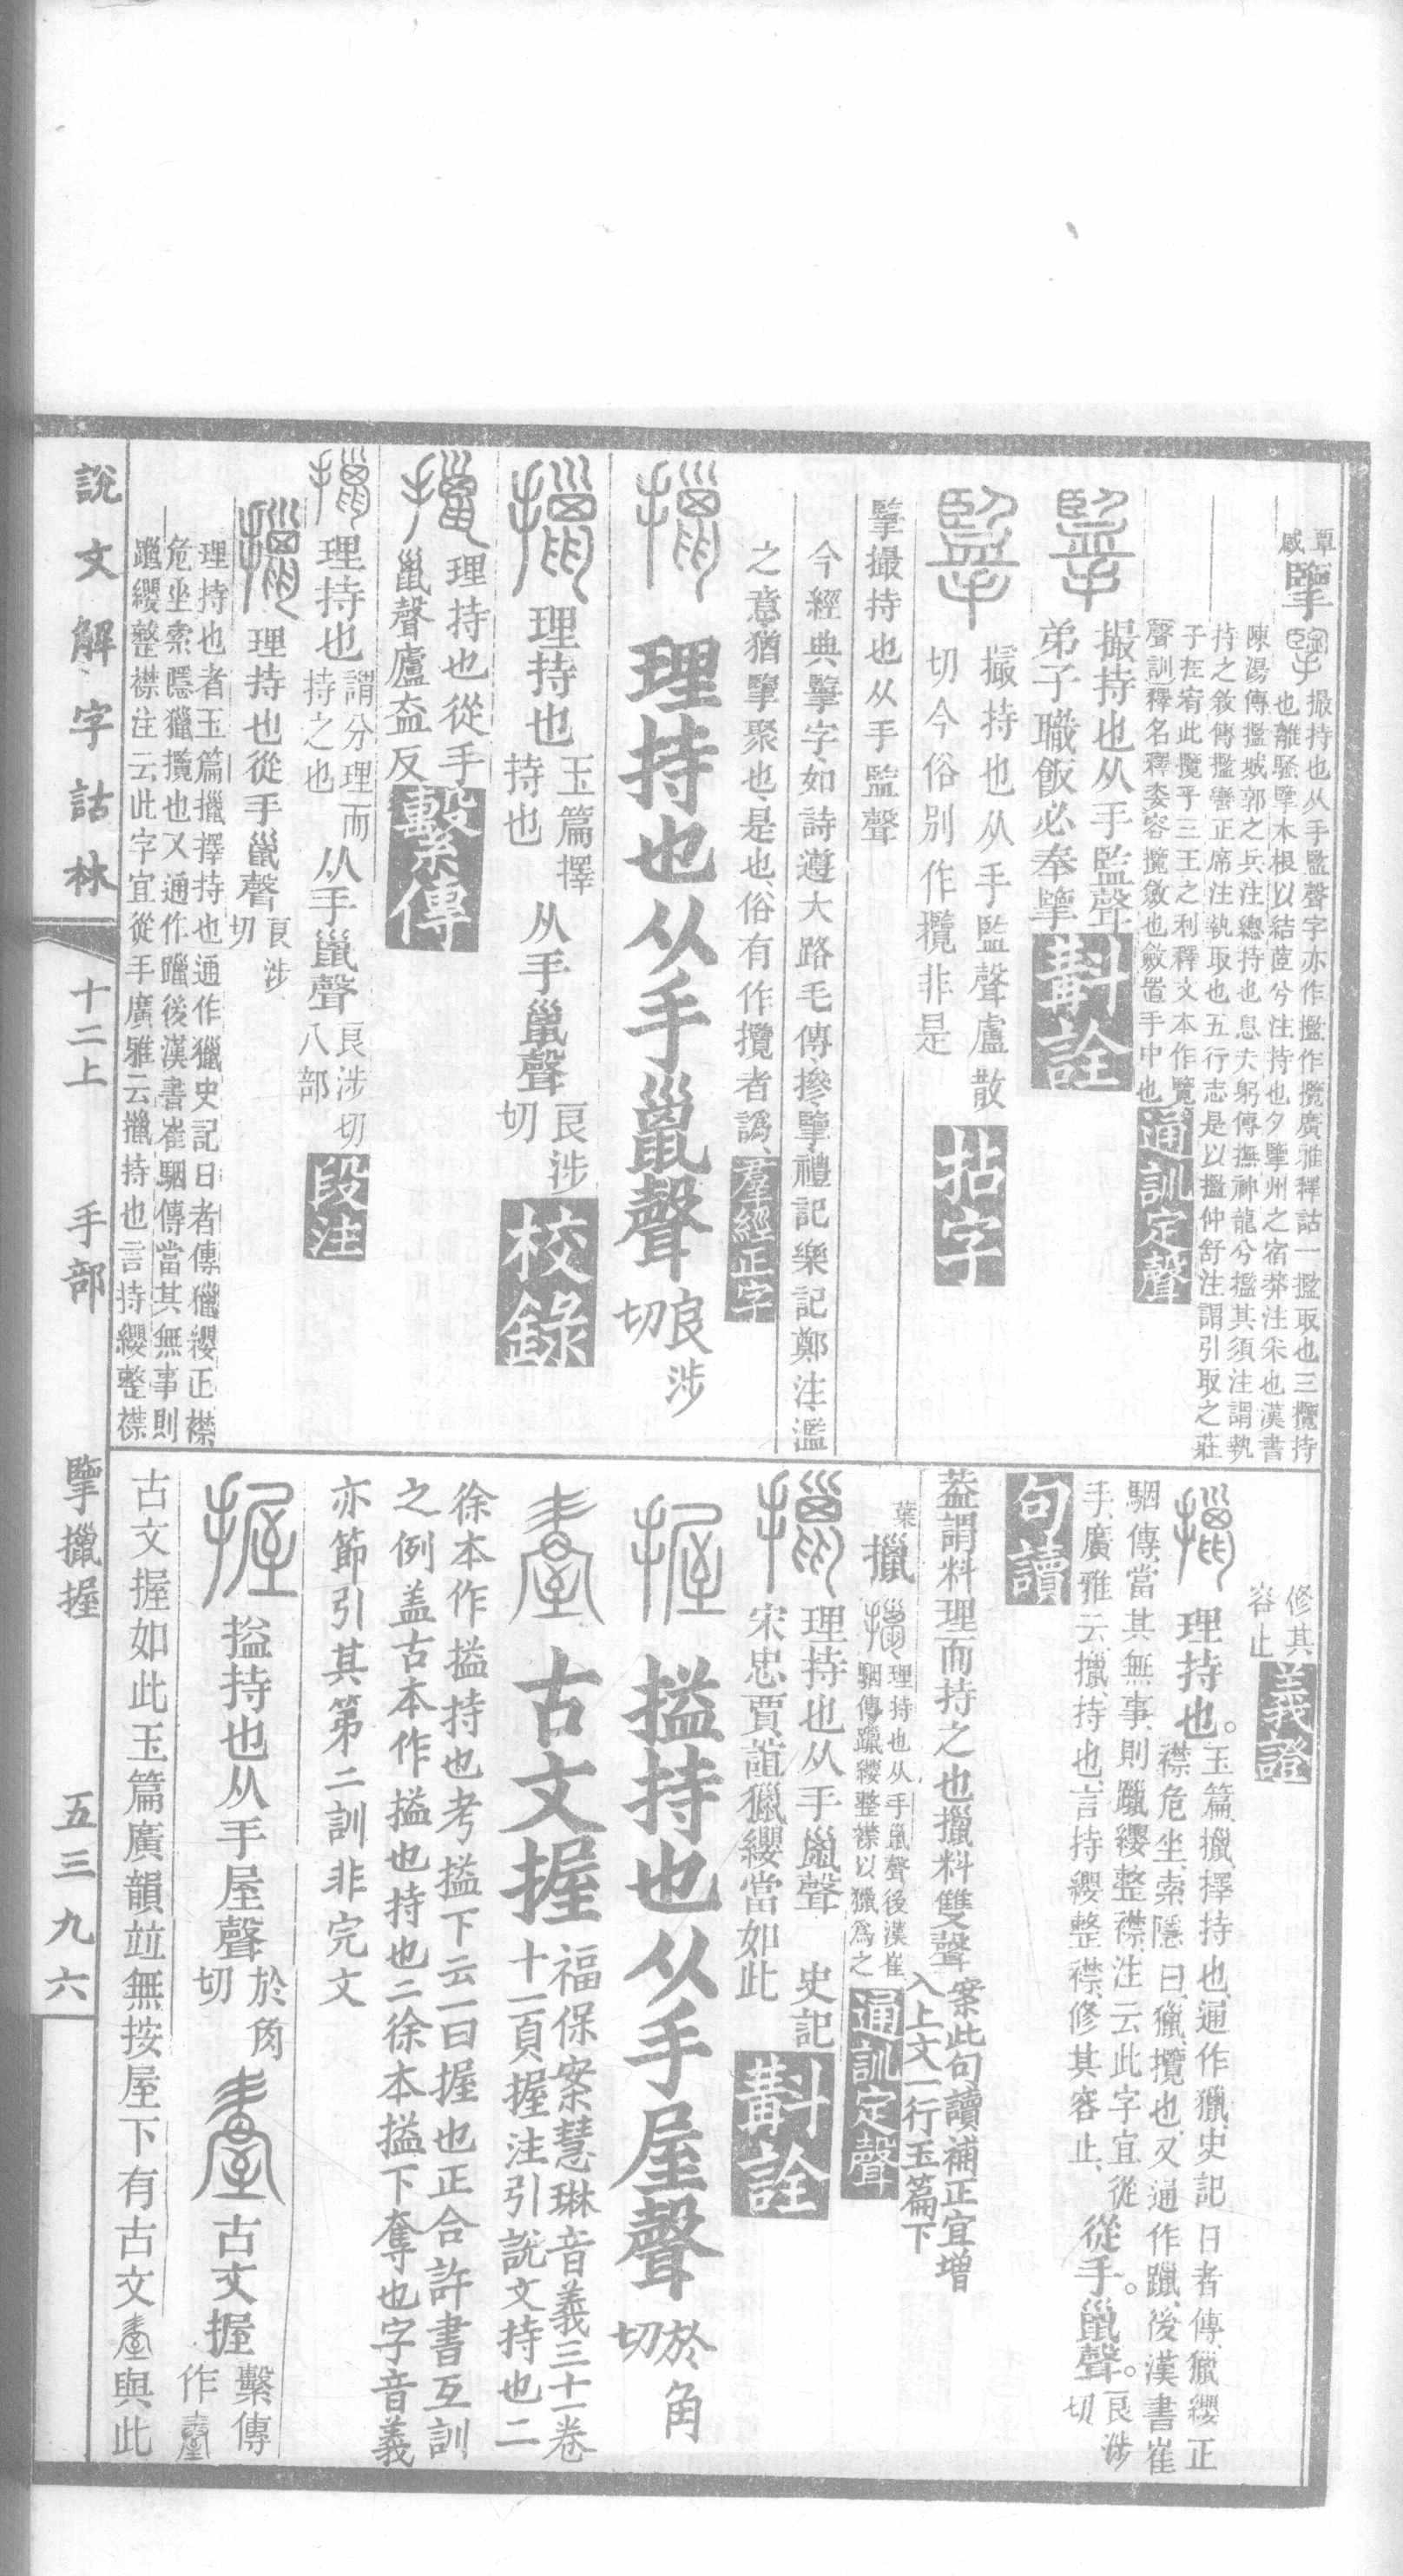 覃
感
擥
撮持也从手監聲字亦作擥作攬廣雅釋詁一擥取也三攬持
也離騷擥木根以結茝兮注持也夕擥州之宿莽注采也漢書
陳湯傳擥城郭之兵注總持也息夫躬傳撫神龍兮擥其須注謂執
持之敘傳擥轡正席注執取也五行志是以擥仲舒注謂引取之莊
子在宥此攬乎三王之利釋文本作覽
聲訓釋名釋姿容攬斂也斂置手中也
通訓定聲
撮持也从手監聲
弟子職飯必奉擥
斠詮
撮持也从手監聲盧散
切今俗別作攬非是
拈字
擥撮持也从手監聲
今經典擥字如詩遵大路毛傳摻擥禮記樂記鄭注濫
之意猶擥聚也是也俗有作攬者譌
羣經正字
理持也从手巤聲良涉
切
理持也
玉篇擇
持也
从手巤聲
良涉
切
校錄
理持也從手
巤聲廬盍反
繫傳
理持也
謂分理而
持之也
从手巤聲
良涉切
八部
段注
理持也從手巤聲
良涉
切
理持也者玉篇擸擇持也通作獵史記日者傳獵纓正襟
危坐索隱獵攬也又通作躐後漢書崔駰傳當其無事則
躐纓整襟注云此字宜從手廣雅云擸持也言持纓整襟
修其
容止
義證
理持也。
玉篇擸擇持也通作獵史記日者傳獵纓正
襟危坐索隱曰獵攬也又通作躐後漢書崔
駰傳當其無事則躐纓整襟注云此字宜從
手廣雅云擸持也言持纓整襟修其容止
從手。巤聲。
良涉
切
句讀
葢謂料理而持之也擸料雙聲
案此句讀補正宜增
入上文一行玉篇下
葉
擸
理持也从手巤聲後漢崔
駰傳躐纓整襟以獵爲之
通訓定聲
理持也从手巤聲　史記
宋忠賈誼獵纓當如此
斠詮
搤持也从手屋聲於角
切
古文握
福保案慧琳音義三十一卷
十一頁握注引說文持也二
徐本作搤持也考搤下云一曰握也正合許書互訓
之例盖古本作搤也持也二徐本搤下奪也字音義
亦節引其第二訓非完文
搤持也从手屋聲
於角
切
古文握
繫傳
作
古文握如此玉篇廣韻竝無按屋下有古文與此
說文解字詁林
十二上
手部
擥擸握
五三九六